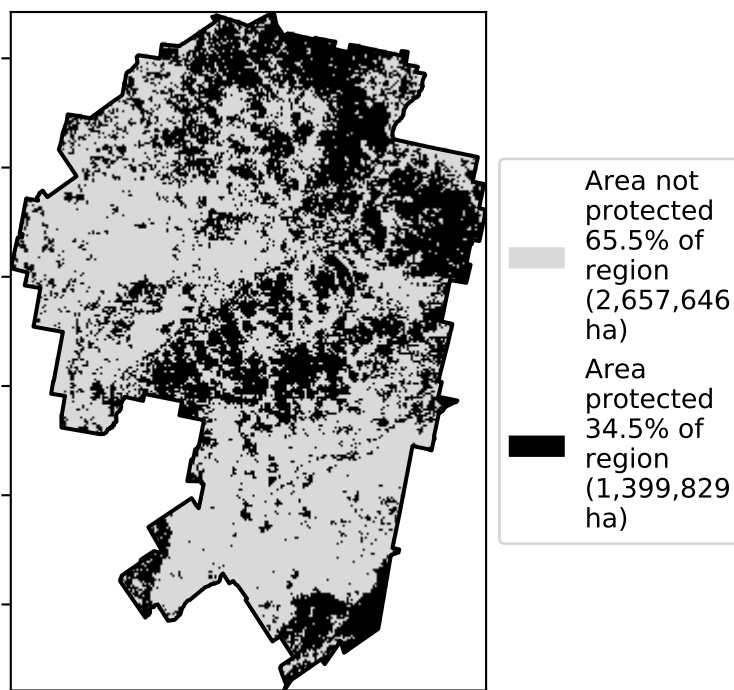 Area not
protected
65.5% of
region
(2,657,646
ha)
Area
protected
34.5% of
region
(1,399,829
ha)